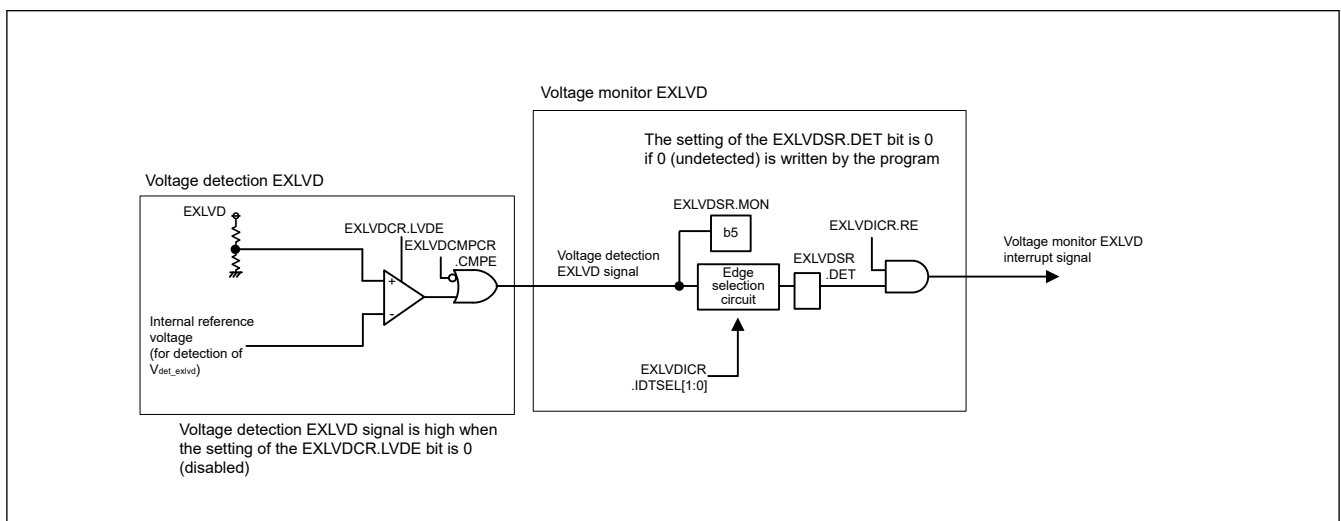 Voltage monitor EXLVD
The setting of the EXLVDSR.DET bit is 0
if 0 (undetected) is written by the program
Voltage detection EXLVD
EXLVD
EXLVDCR.LVDE
EXLVDCMPCR
.CMPE
+
-
Internal reference
voltage
(for detection of
Vdet_exlvd)
Voltage detection
EXLVD signal
EXLVDSR.MON
b5
Edge
selection
circuit
EXLVDSR
.DET
EXLVDICR.RE
Voltage monitor EXLVD
interrupt signal
EXLVDICR
.IDTSEL[1:0]
Voltage detection EXLVD signal is high when
the setting of the EXLVDCR.LVDE bit is 0
(disabled)